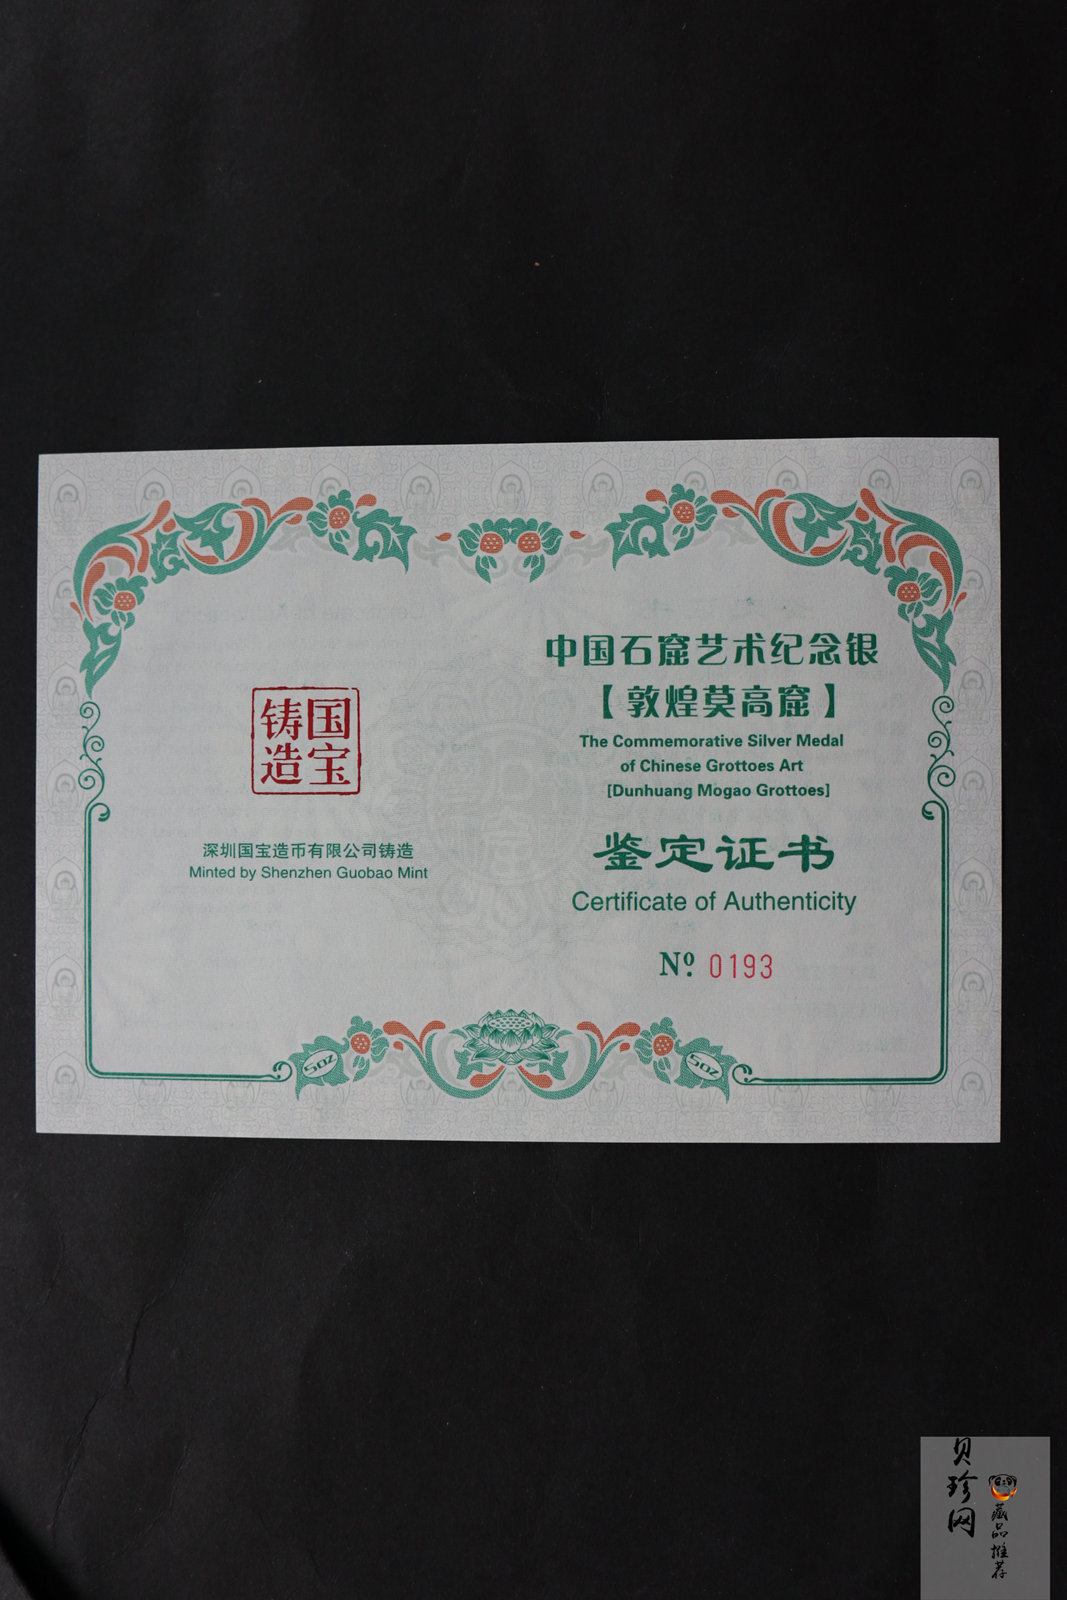 国宝
铸造
深圳国宝造币有限公司铸造
Minted by Shenzhen Guobao Mint
中国石窟艺术纪念银
【敦煌莫高窟】
The Commemorative Silver Medal
of Chinese Grottoes Art
[Dunhuang Mogao Grottoes]
鉴定证书
Certificate of Authenticity
Nº. 0193
5OZ
5OZ
贝珍网
藏品推荐